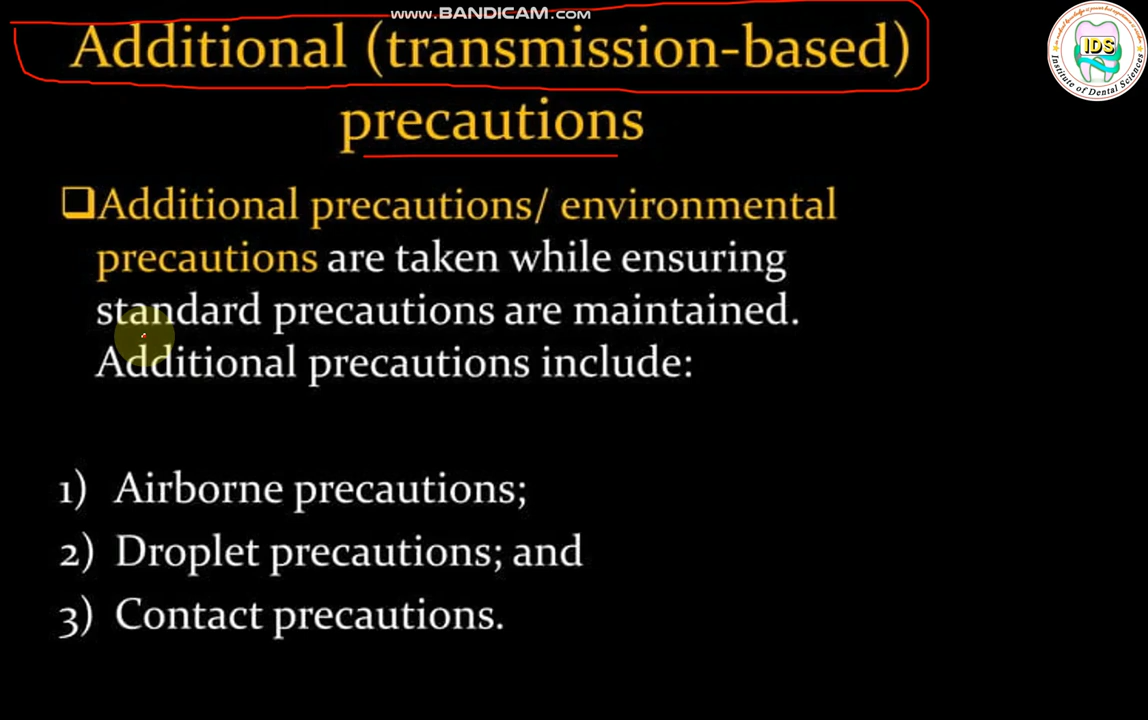 www.BANDICAM.com
Additional (transmission-based)
precautions
IDS
Institute of Dental Sciences
Additional precautions/ environmental
precautions are taken while ensuring
standard precautions are maintained.
Additional precautions include:
1) Airborne precautions;
2) Droplet precautions; and
3) Contact precautions.